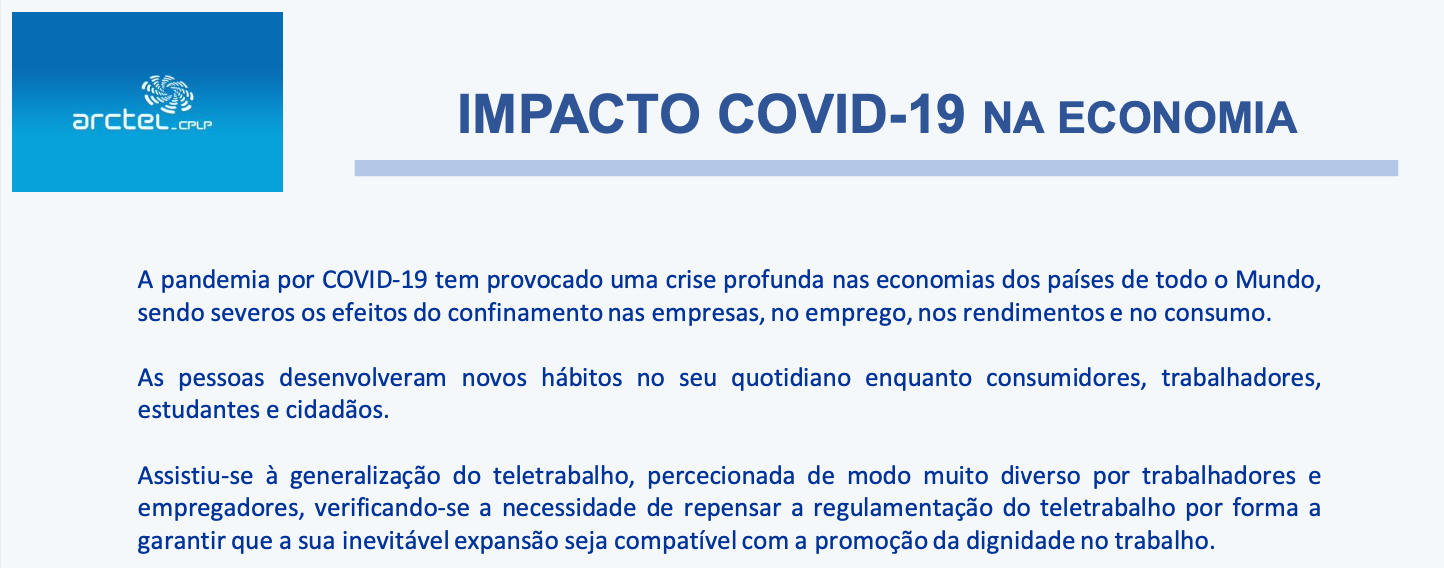 arctel_CPLP
IMPACTO COVID-19 NA ECONOMIA
A pandemia por COVID-19 tem provocado uma crise profunda nas economias dos países de todo o Mundo,
sendo severos os efeitos do confinamento nas empresas, no emprego, nos rendimentos e no consumo.
As pessoas desenvolveram novos hábitos no seu quotidiano enquanto consumidores, trabalhadores,
estudantes e cidadãos.
Assistiu-se à generalização do teletrabalho, percecionada de modo muito diverso por trabalhadores e
empregadores, verificando-se a necessidade de repensar a regulamentação do teletrabalho por forma a
garantir que a sua inevitável expansão seja compatível com a promoção da dignidade no trabalho.